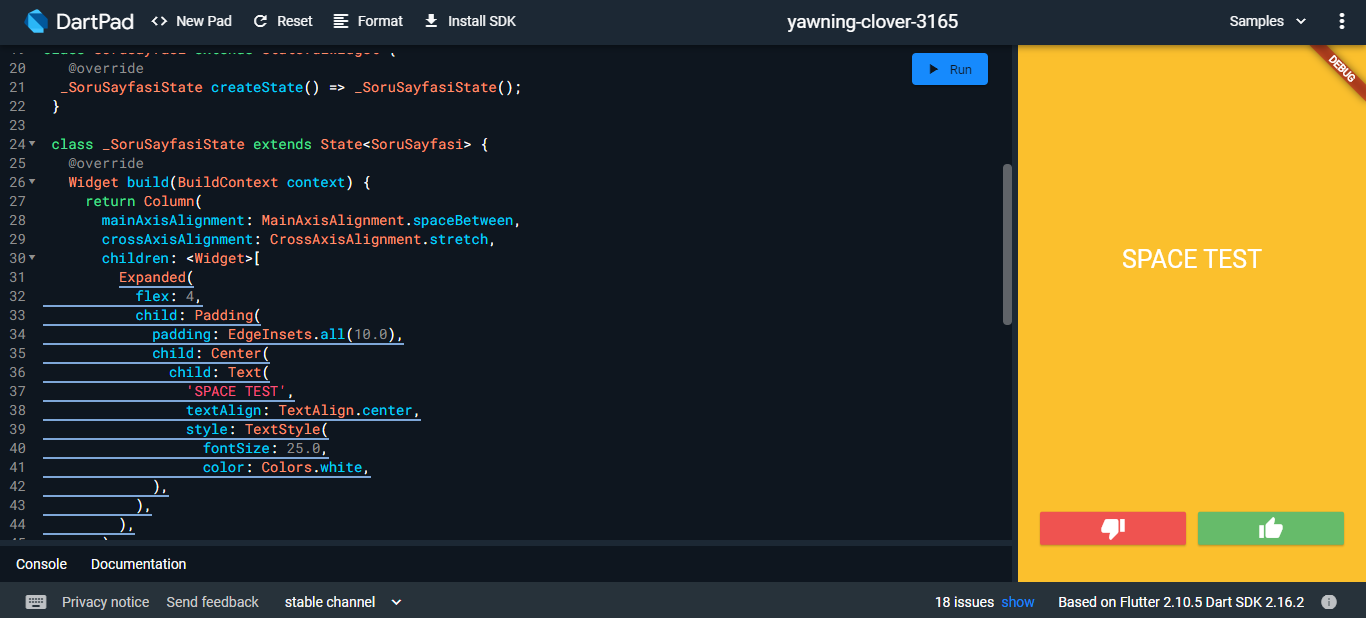 DartPad
New Pad
Reset
Format
Install SDK
yawning-clover-3165
Samples
20 @override
21 _SoruSayfasiState createState() => _SoruSayfasiState();
22 }
23
24 class _SoruSayfasiState extends State<SoruSayfasi> {
25 @override
26 Widget build(BuildContext context) {
27 return Column(
28 mainAxisAlignment: MainAxisAlignment.spaceBetween,
29 crossAxisAlignment: CrossAxisAlignment.stretch,
30 children: <Widget>[
31 Expanded(
32 flex: 4,
33 child: Padding(
34 padding: EdgeInsets.all(10.0),
35 child: Center(
36 child: Text(
37 'SPACE TEST',
38 textAlign: TextAlign.center,
39 style: TextStyle(
40 fontSize: 25.0,
41 color: Colors.white,
42 ),
43 ),
44 ),
Run
DEBUG
SPACE TEST
Console
Documentation
Privacy notice
Send feedback
stable channel
18 issues show
Based on Flutter 2.10.5 Dart SDK 2.16.2